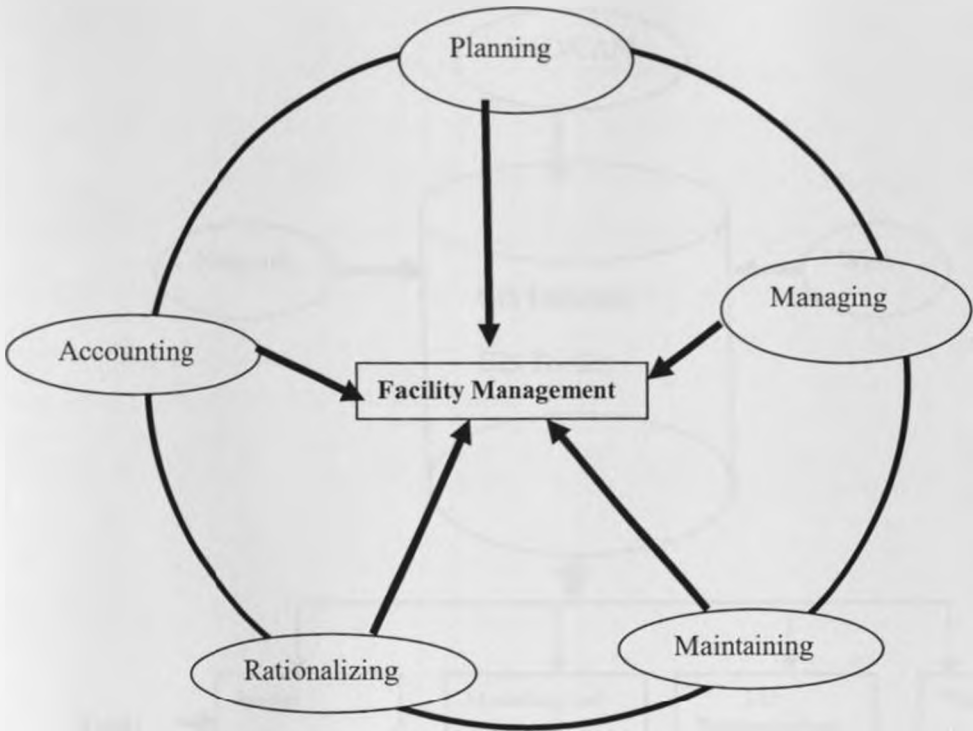 Planning
Managing
Accounting
Facility Management
Maintaining
Rationalizing